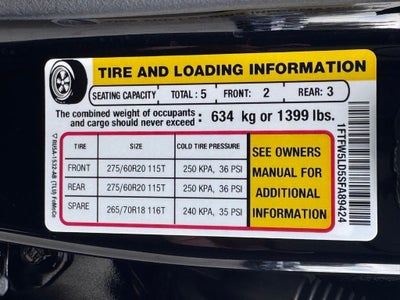 TIRE AND LOADING INFORMATION
SEATING CAPACITY TOTAL : 5 FRONT: 2 REAR: 3
The combined weight of occupants
and cargo should never exceed : 634 kg or 1399 lbs.
TIRE SIZE COLD TIRE PRESSURE
FRONT 275/60R20 115T 250 KPA, 36 PSI
REAR 275/60R20 115T 250 KPA, 36 PSI
SPARE 265/70R18 116T 240 KPA, 35 PSI
SEE OWNERS
MANUAL FOR
ADDITIONAL
INFORMATION
1FTFW5LD5SFA89424